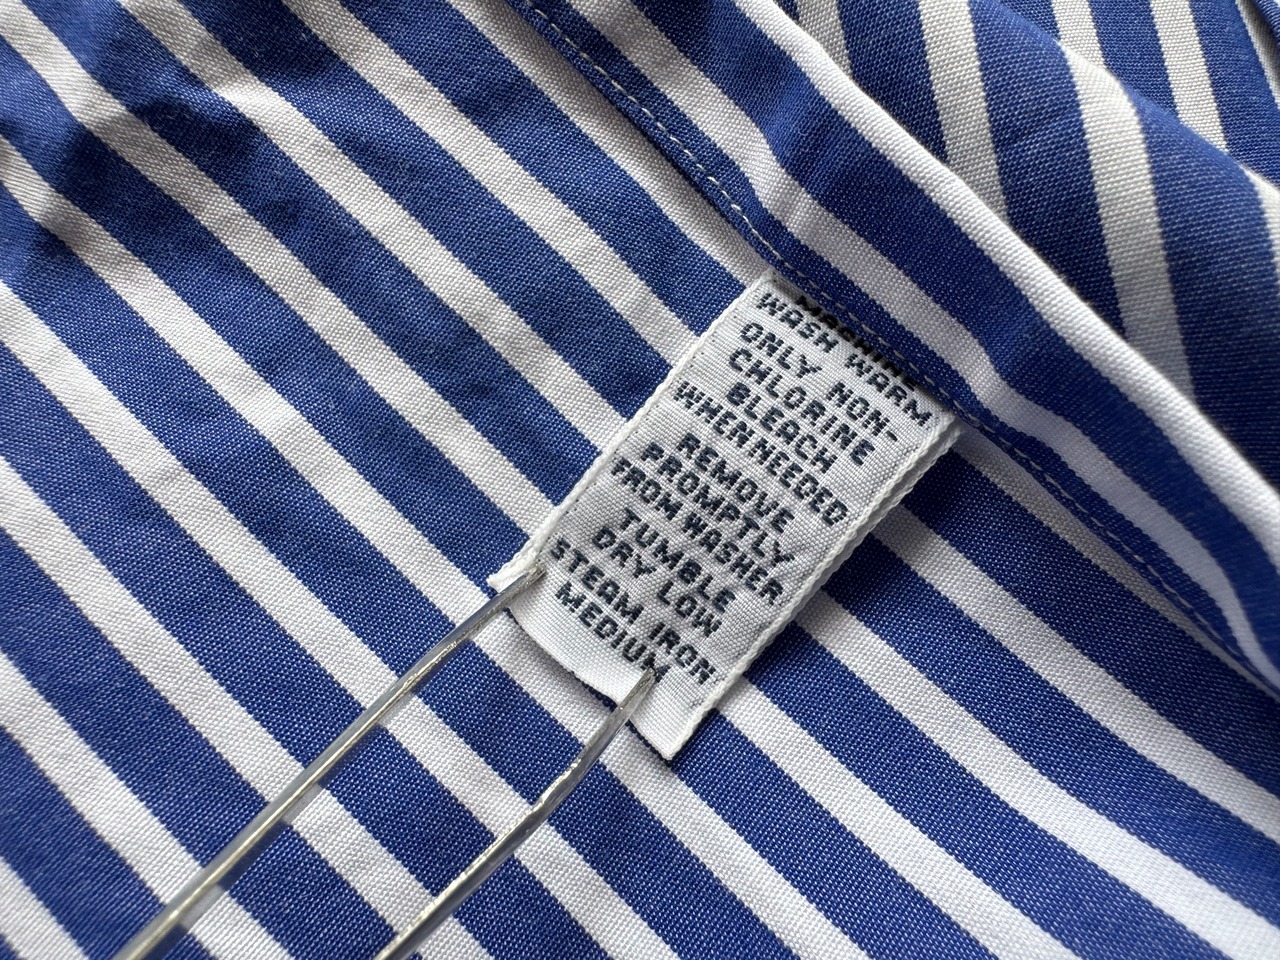 MACHINE
WASH WARM
ONLY NON-
CHLORINE
BLEACH
WHEN NEEDED
REMOVE
PROMPTLY
FROM WASHER
TUMBLE
DRY LOW
STEAM IRON
MEDIUM